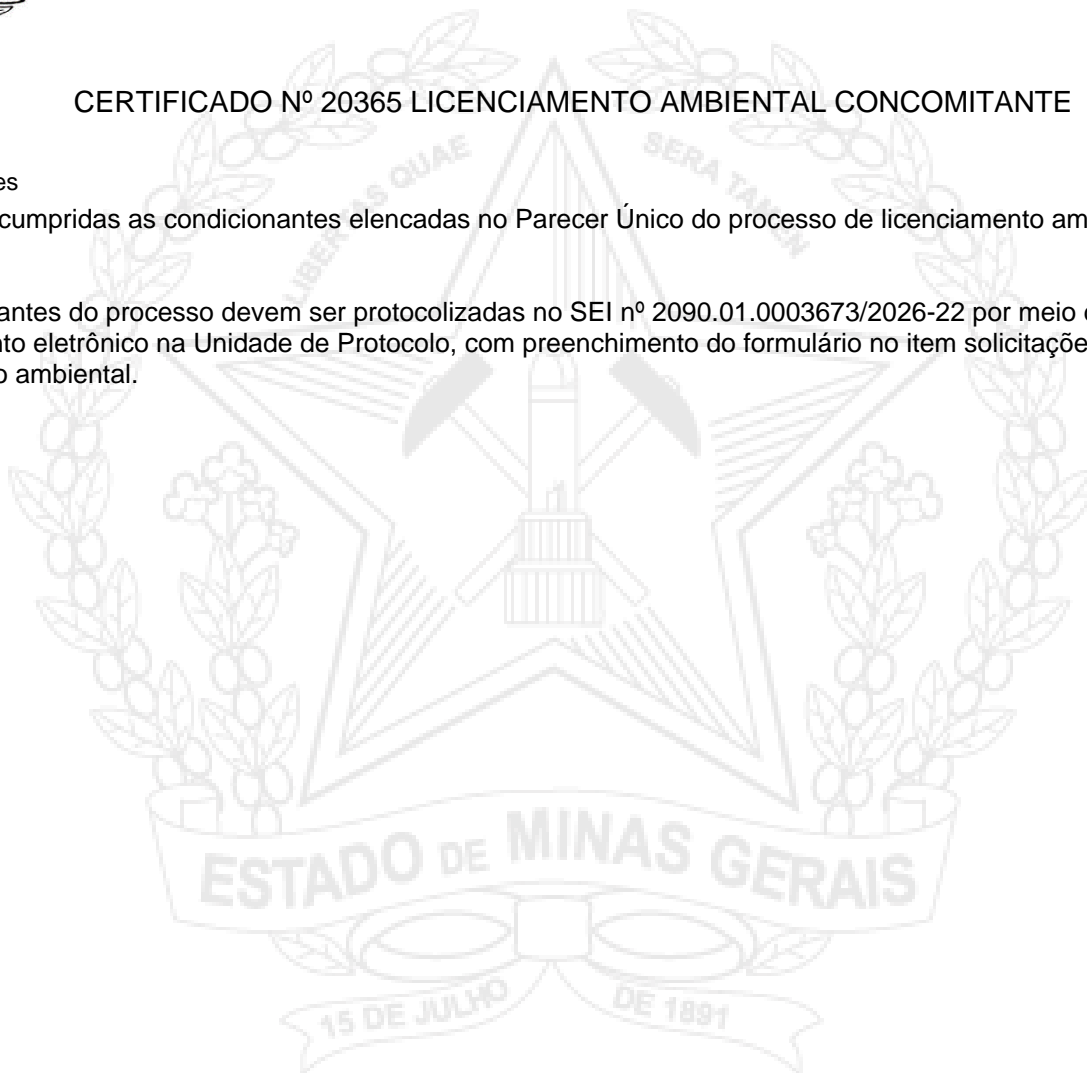 CERTIFICADO Nº 20365 LICENCIAMENTO AMBIENTAL CONCOMITANTE
es
cumpridas as condicionantes elencadas no Parecer Único do processo de licenciamento am
antes do processo devem ser protocolizadas no SEI nº 2090.01.0003673/2026-22 por meio
nto eletrônico na Unidade de Protocolo, com preenchimento do formulário no item solicitaçõe
o ambiental.
LIBERTAS QUAE SERA TAMEN
ESTADO DE MINAS GERAIS
15 DE JULHO DE 1891